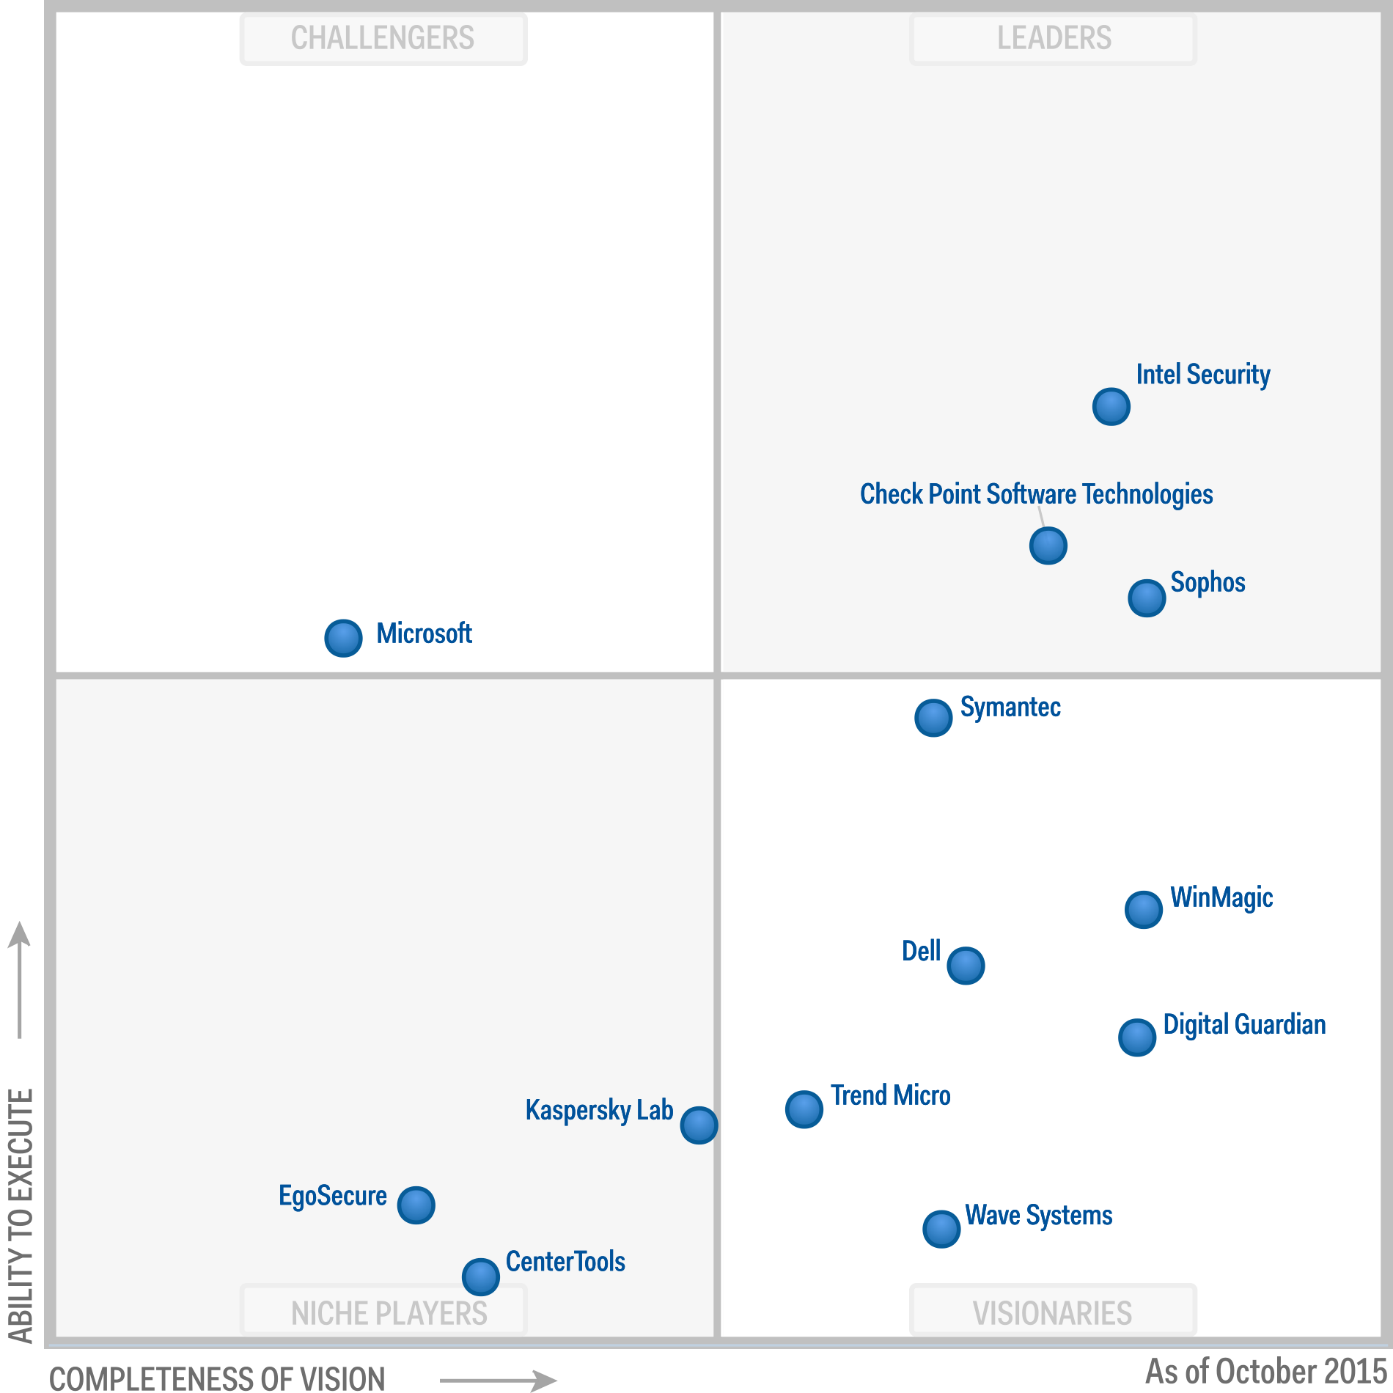 CHALLENGERS
LEADERS
Intel Security
Check Point Software Technologies
Sophos
Microsoft
Symantec
WinMagic
Dell
Digital Guardian
Trend Micro
Kaspersky Lab
EgoSecure
Wave Systems
CenterTools
NICHE PLAYERS
VISIONARIES
ABILITY TO EXECUTE
COMPLETENESS OF VISION
As of October 2015